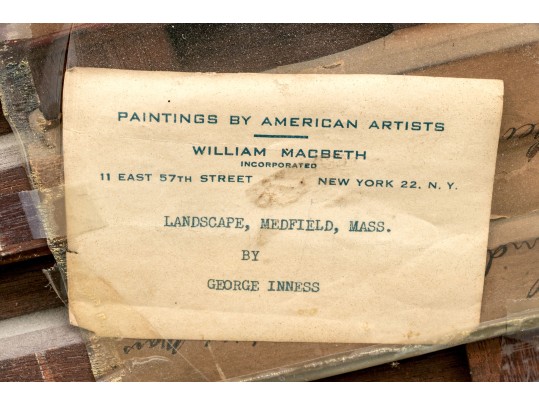 PAINTINGS BY AMERICAN ARTISTS
WILLIAM MACBETH
INCORPORATED
11 EAST 57TH STREET NEW YORK 22, N. Y.
LANDSCAPE, MEDFIELD, MASS.
BY
GEORGE INNESS